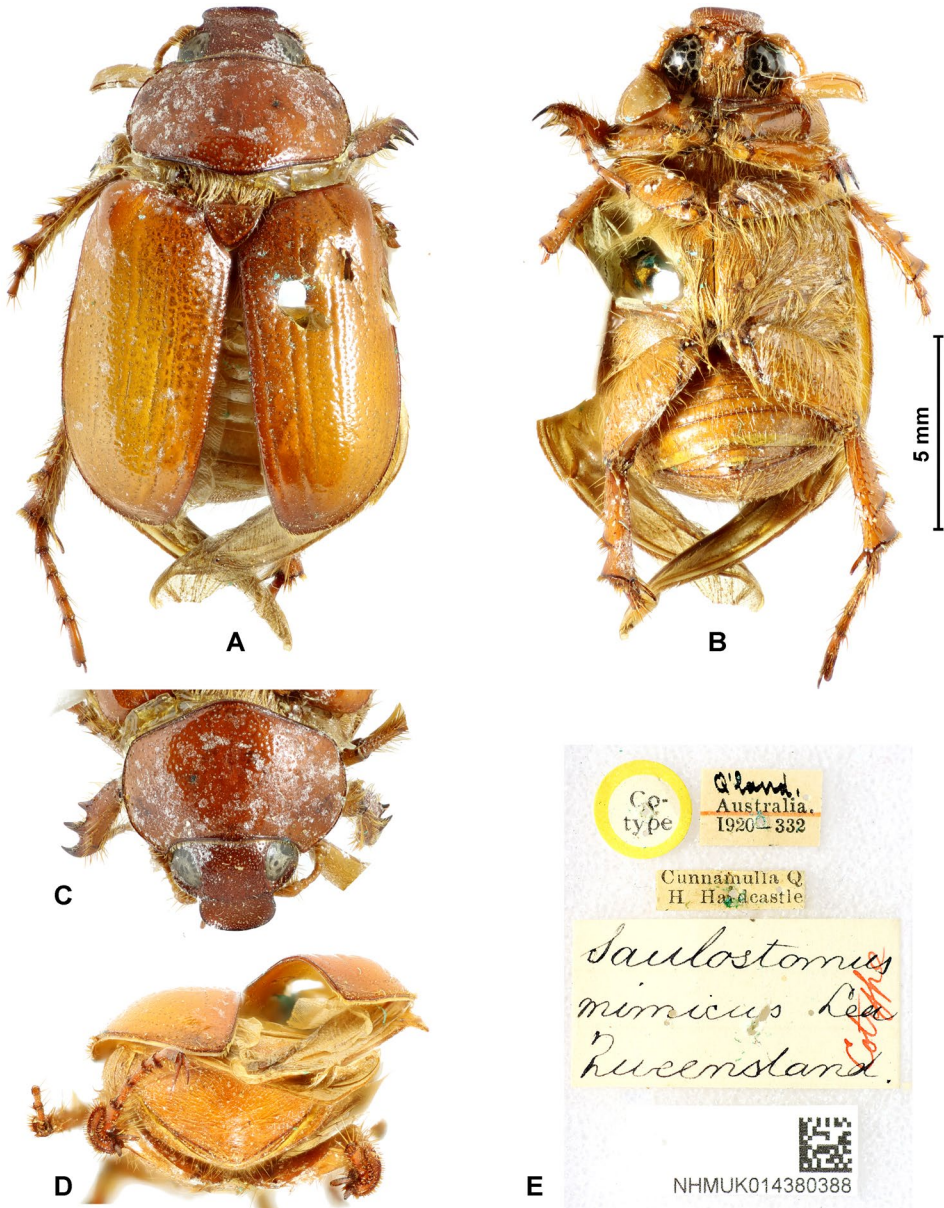 A
B
5 mm
C
D
E
Co-
type
Q'land.
Australia.
1920–332
Cunnamulla Q
H. Hardcastle
Saulostomus
mimicus Lea
Queensland.
Cotype
NHMUK014380388